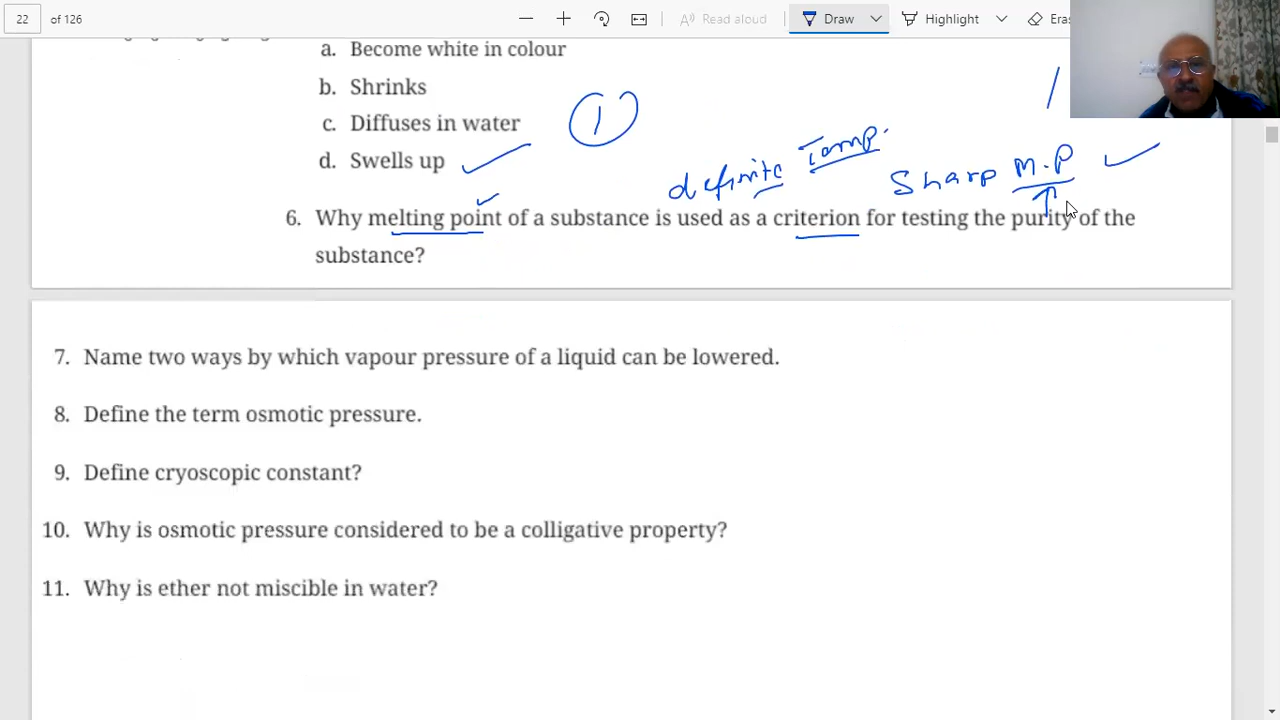 22 of 126 Read aloud Draw Highlight Eras
a. Become white in colour
b. Shrinks
c. Diffuses in water 1
d. Swells up
definite Temp. Sharp M.P
6. Why melting point of a substance is used as a criterion for testing the purity of the
substance?
7. Name two ways by which vapour pressure of a liquid can be lowered.
8. Define the term osmotic pressure.
9. Define cryoscopic constant?
10. Why is osmotic pressure considered to be a colligative property?
11. Why is ether not miscible in water?